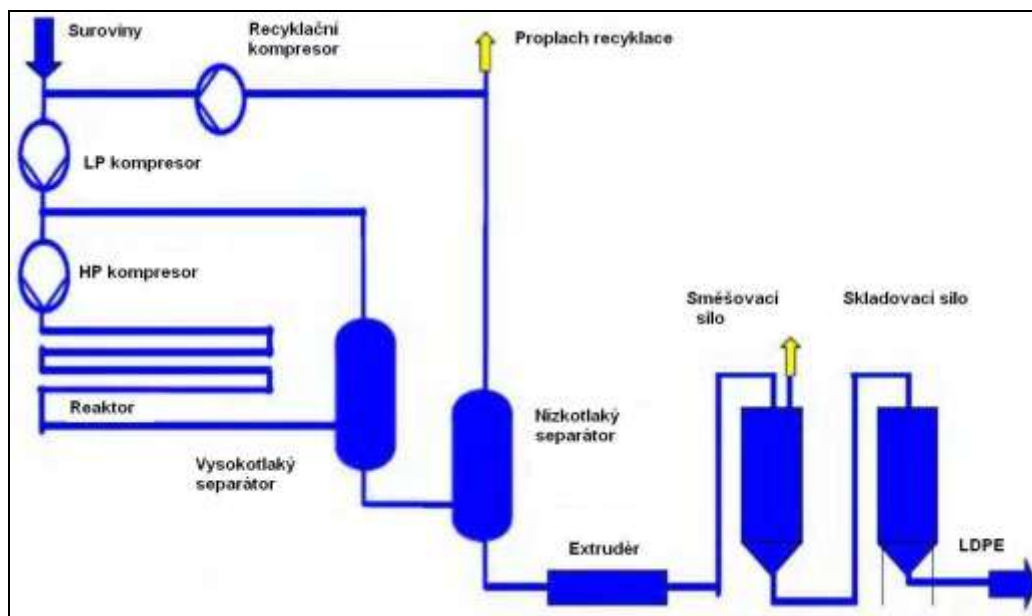 Suroviny
Recyklační
kompresor
Proplach recyklace
LP kompresor
HP kompresor
Směšovací
silo
Skladovací silo
Reaktor
Nízkotlaký
separátor
Vysokotlaký
separátor
Extrudér
LDPE